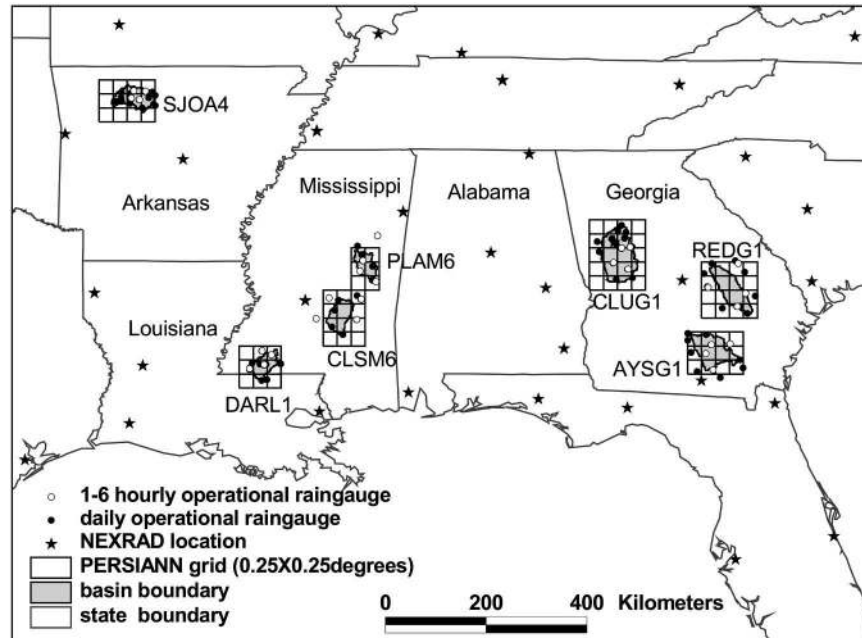 SJOA4
Arkansas
Mississippi
Alabama
Georgia
PLAM6
REDG1
CLUG1
Louisiana
CLSM6
AYSG1
DARL1
1-6 hourly operational raingauge
daily operational raingauge
NEXRAD location
PERSIANN grid (0.25X0.25degrees)
basin boundary
state boundary
0 200 400 Kilometers